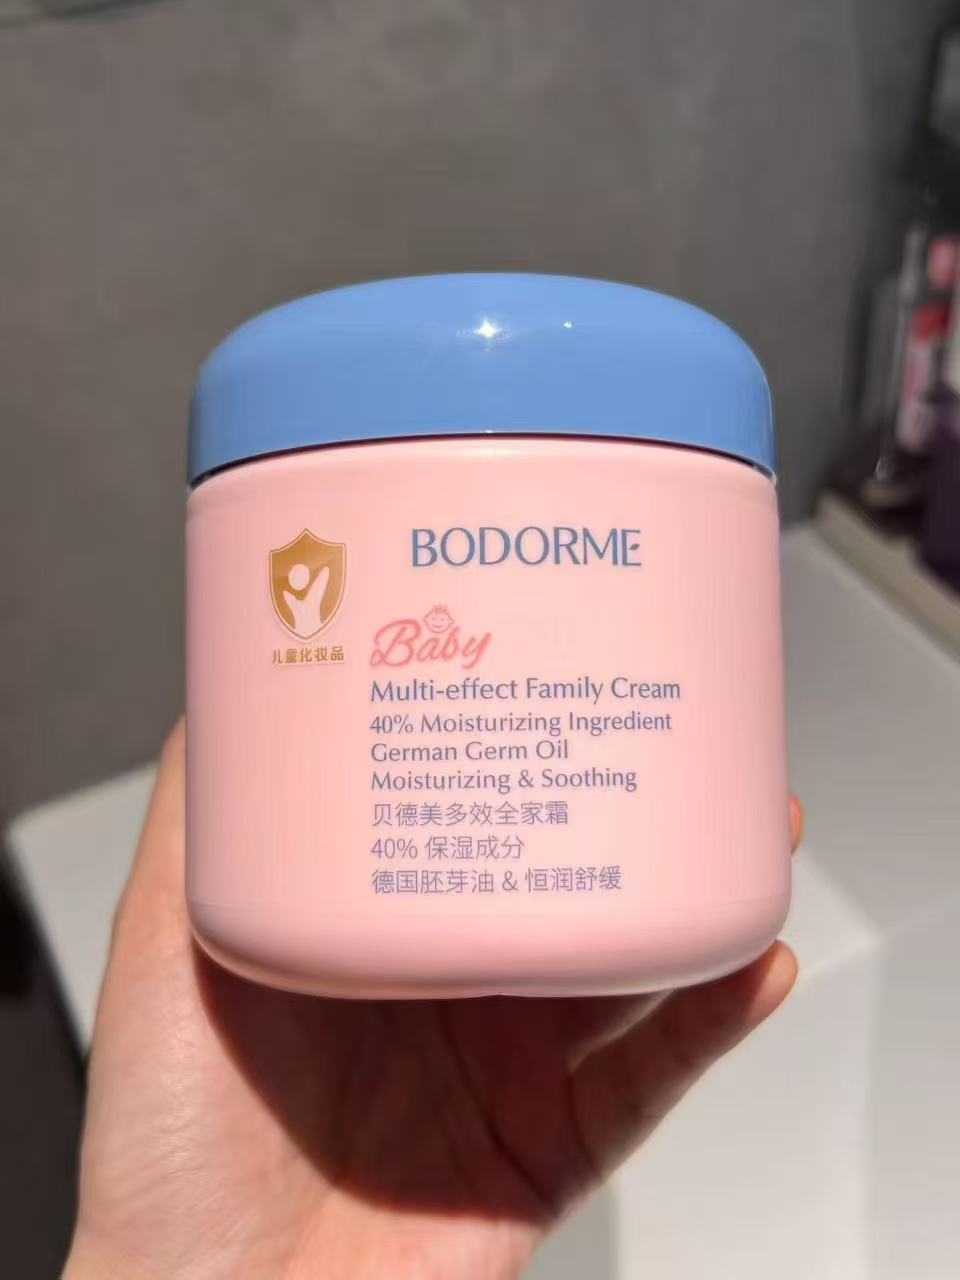 BODORME
儿童化妆品
Baby
Multi-effect Family Cream
40% Moisturizing Ingredient
German Germ Oil
Moisturizing & Soothing
贝德美多效全家霜
40% 保湿成分
德国胚芽油 & 恒润舒缓